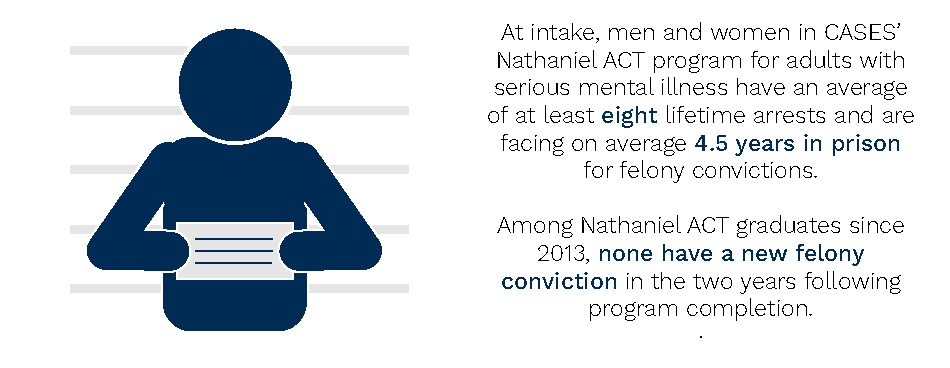 At intake, men and women in CASES’
Nathaniel ACT program for adults with
serious mental illness have an average
of at least eight lifetime arrests and are
facing on average 4.5 years in prison
for felony convictions.
Among Nathaniel ACT graduates since
2013, none have a new felony
conviction in the two years following
program completion.
.